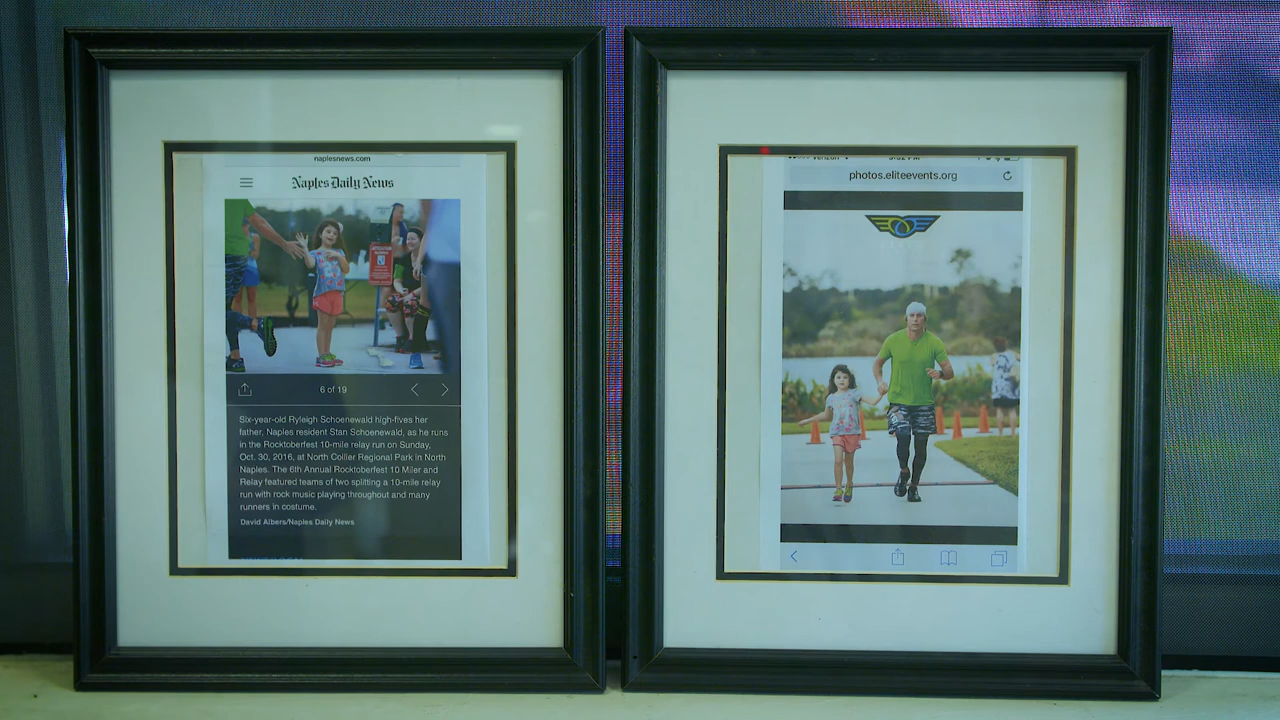 naplesnews.com
Naples Daily News
6 of 19
Six-year-old Ryleigh Schoenewald high-fives her
father, Naples resident Stan Schoenewald, as he runs
in the Rocktoberfest 10-mile relay run on Sunday,
Oct. 30, 2016, at North Collier Regional Park in North
Naples. The 6th Annual Rocktoberfest 10 Miler and
Relay featured teams of two splitting a 10-mile relay
run with rock music playing throughout and many
runners in costume.
David Albers/Naples Daily News
photos.eliteevents.org